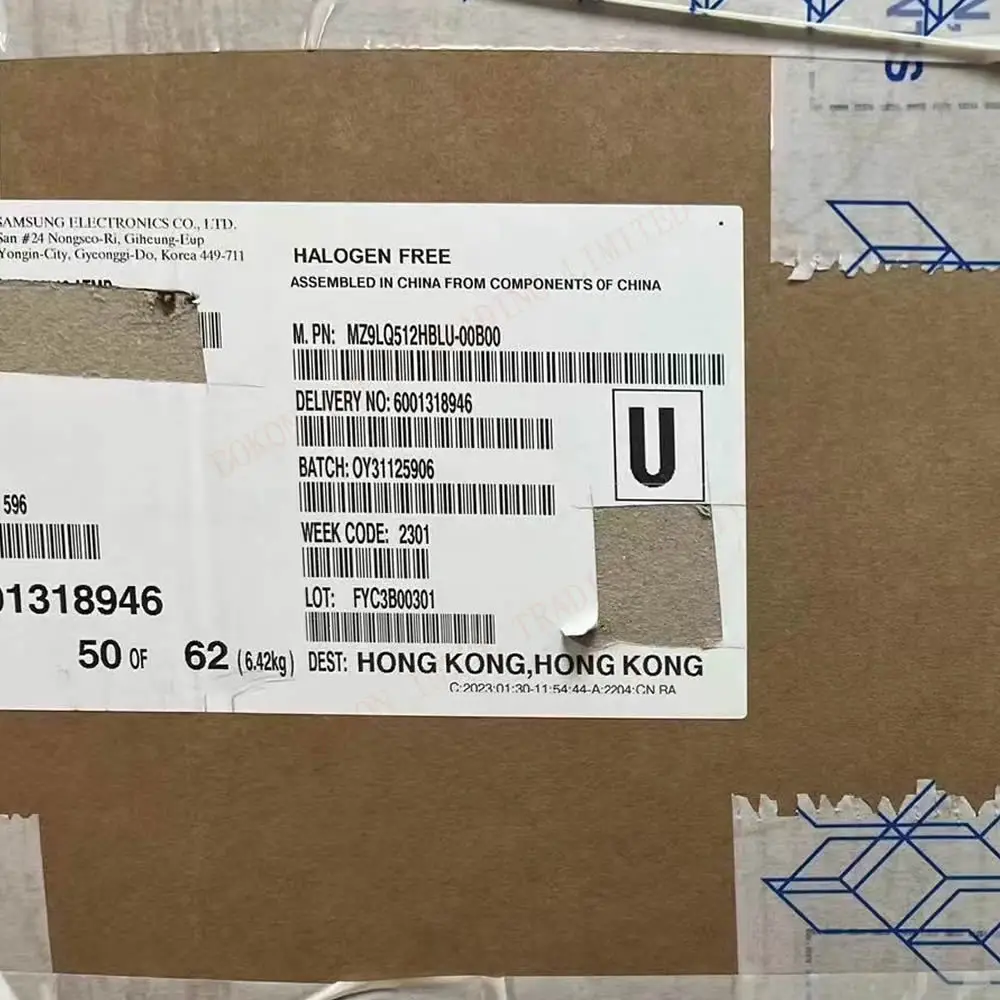 SAMSUNG ELECTRONICS CO., LTD.
San #24 Nongseo-Ri, Giheung-Eup
Yongin-City, Gyeonggi-Do, Korea 449-711
HALOGEN FREE
ASSEMBLED IN CHINA FROM COMPONENTS OF CHINA
M. PN: MZ9LQ512HBLU-00B00
DELIVERY NO: 6001318946
U
BATCH: OY31125906
596
WEEK CODE: 2301
LOT: FYC3B00301
01318946
50 OF 62 (6.42kg)
DEST: HONG KONG,HONG KONG
C:2023:01:30-11:54:44-A:2204:CN RA